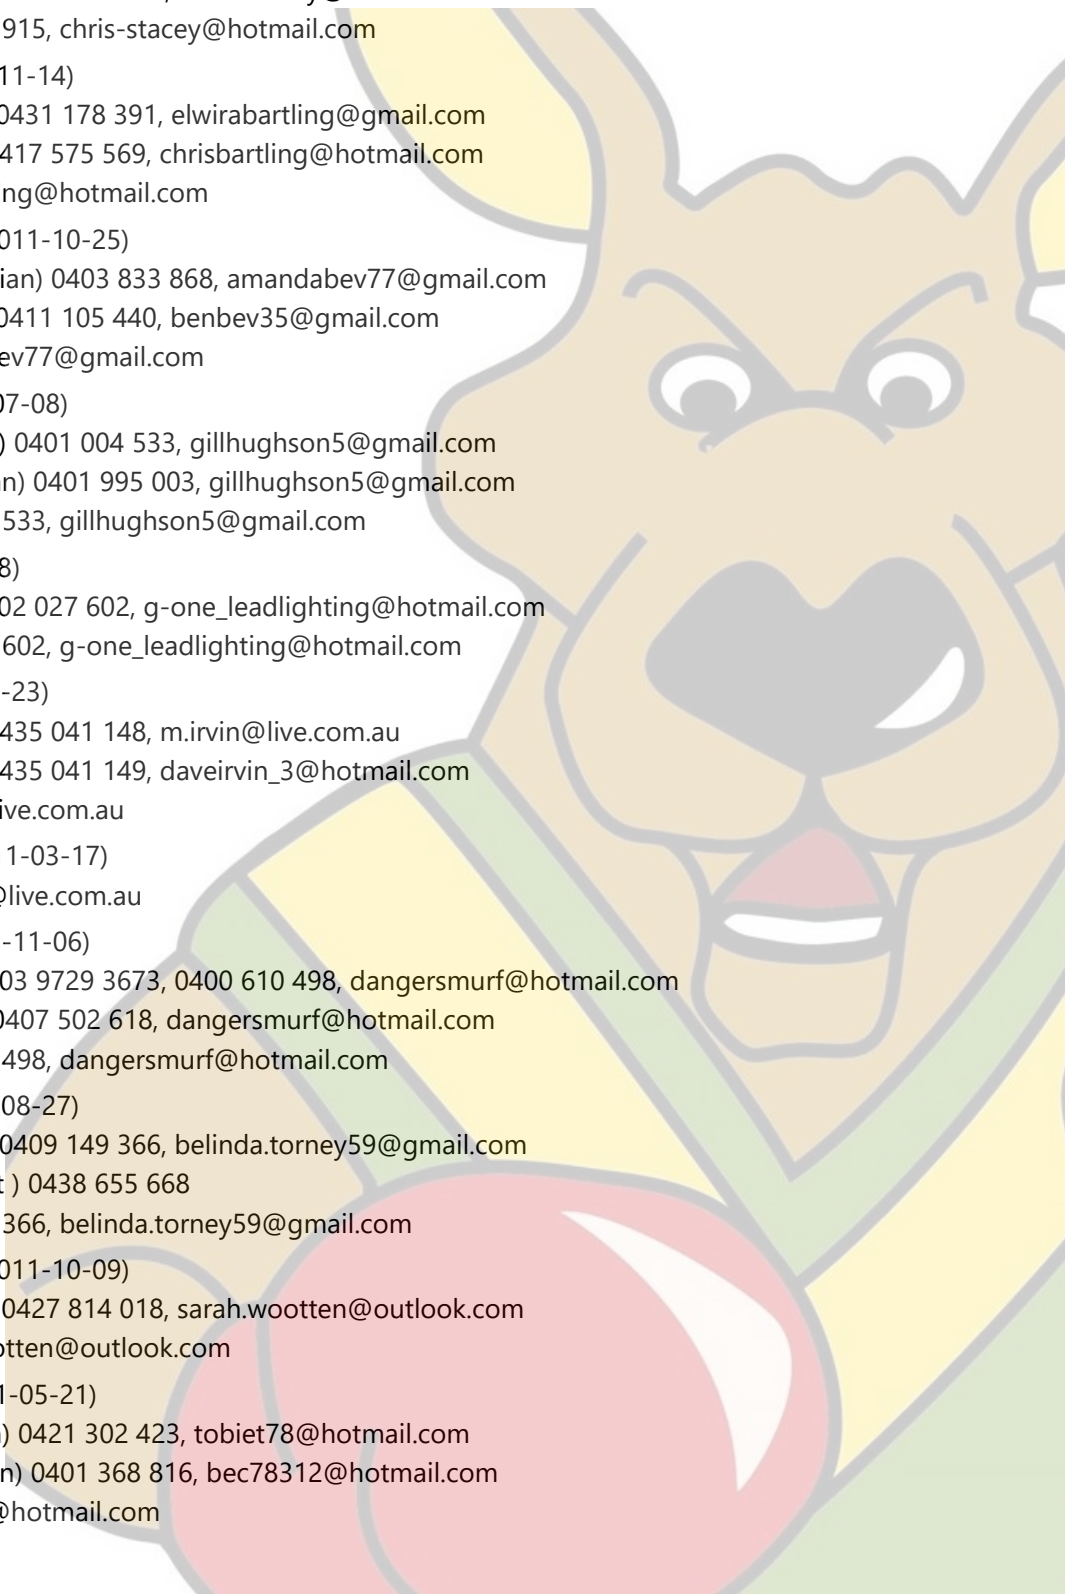 915, chris-stacey@hotmail.com
11-14)
0431 178 391, elwirabartling@gmail.com
417 575 569, chrisbartling@hotmail.com
ng@hotmail.com
011-10-25)
ian) 0403 833 868, amandabev77@gmail.com
0411 105 440, benbev35@gmail.com
ev77@gmail.com
07-08)
) 0401 004 533, gillhughson5@gmail.com
an) 0401 995 003, gillhughson5@gmail.com
533, gillhughson5@gmail.com
8)
02 027 602, g-one_leadlighting@hotmail.com
602, g-one_leadlighting@hotmail.com
-23)
435 041 148, m.irvin@live.com.au
435 041 149, daveirvin_3@hotmail.com
ive.com.au
1-03-17)
@live.com.au
-11-06)
03 9729 3673, 0400 610 498, dangersmurf@hotmail.com
0407 502 618, dangersmurf@hotmail.com
498, dangersmurf@hotmail.com
08-27)
0409 149 366, belinda.torney59@gmail.com
t ) 0438 655 668
366, belinda.torney59@gmail.com
011-10-09)
0427 814 018, sarah.wootten@outlook.com
otten@outlook.com
1-05-21)
) 0421 302 423, tobiet78@hotmail.com
n) 0401 368 816, bec78312@hotmail.com
@hotmail.com